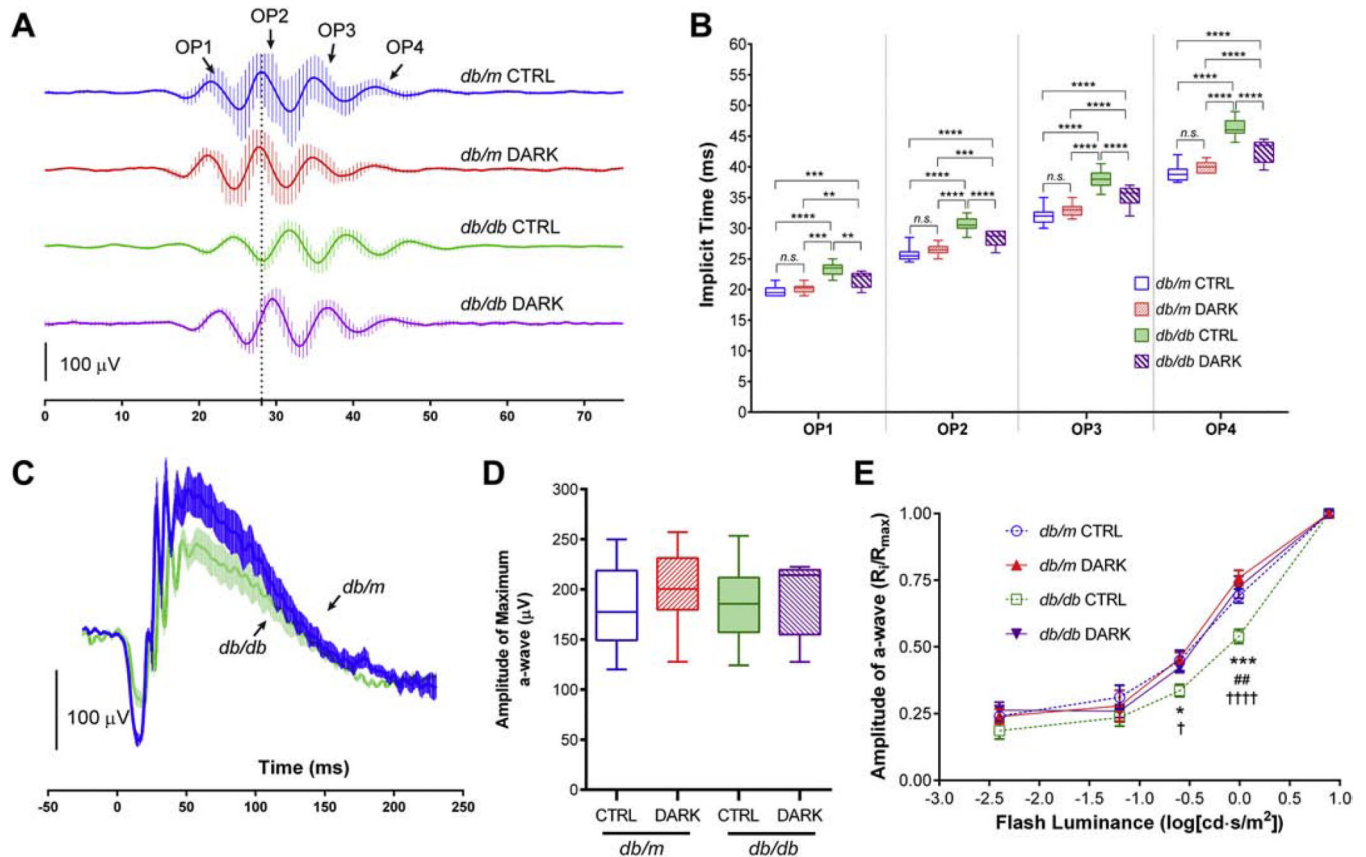 A
OP1
OP2
OP3
OP4
db/m CTRL
db/m DARK
db/db CTRL
db/db DARK
100 μV
0 10 20 30 40 50 60 70
B
Implicit Time (ms)
60
55
50
45
40
35
30
25
20
15
10
5
0
n.s.
****
***
***
**
**
n.s.
****
****
****
***
****
n.s.
****
****
****
****
****
n.s.
****
****
****
****
****
db/m CTRL
db/m DARK
db/db CTRL
db/db DARK
OP1 OP2 OP3 OP4
C
db/m
db/db
100 μV
Time (ms)
-50 0 50 100 150 200 250
D
Amplitude of Maximum
a-wave (μV)
300
250
200
150
100
50
0
CTRL DARK CTRL DARK
db/m db/db
E
Amplitude of a-wave (Ri/Rmax)
1.00
0.75
0.50
0.25
0.00
db/m CTRL
db/m DARK
db/db CTRL
db/db DARK
*
†
***
##
††††
-3.0 -2.5 -2.0 -1.5 -1.0 -0.5 0.0 0.5 1.0
Flash Luminance (log[cd·s/m²])